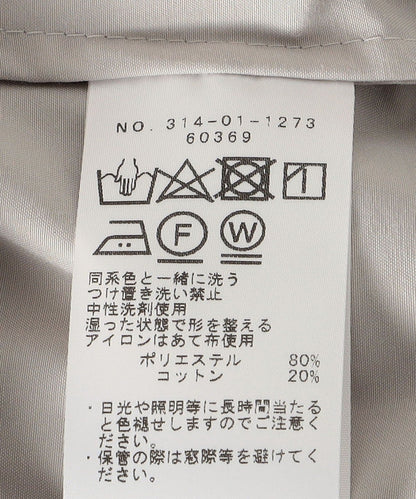 NO. 314-01-1273
60369
F W
同系色と一緒に洗う
つけ置き洗い禁止
中性洗剤使用
湿った状態で形を整える
アイロンはあて布使用
ポリエステル 80%
コットン 20%
・日光や照明等に長時間当たる
と色褪せしますのでご注意く
ださい。
・保管の際は窓際等を避けてく
ださい。